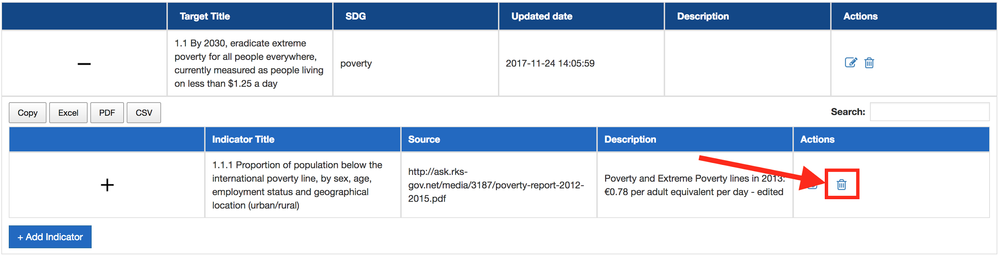 Target Title
SDG
Updated date
Description
Actions
1.1 By 2030, eradicate extreme
poverty for all people everywhere,
currently measured as people living
on less than $1.25 a day
poverty
2017-11-24 14:05:59
Copy
Excel
PDF
CSV
Search:
Indicator Title
Source
Description
Actions
1.1.1 Proportion of population below the
international poverty line, by sex, age,
employment status and geographical
location (urban/rural)
http://ask.rks-
gov.net/media/3187/poverty-report-2012-
2015.pdf
Poverty and Extreme Poverty lines in 2013:
€0.78 per adult equivalent per day - edited
+ Add Indicator